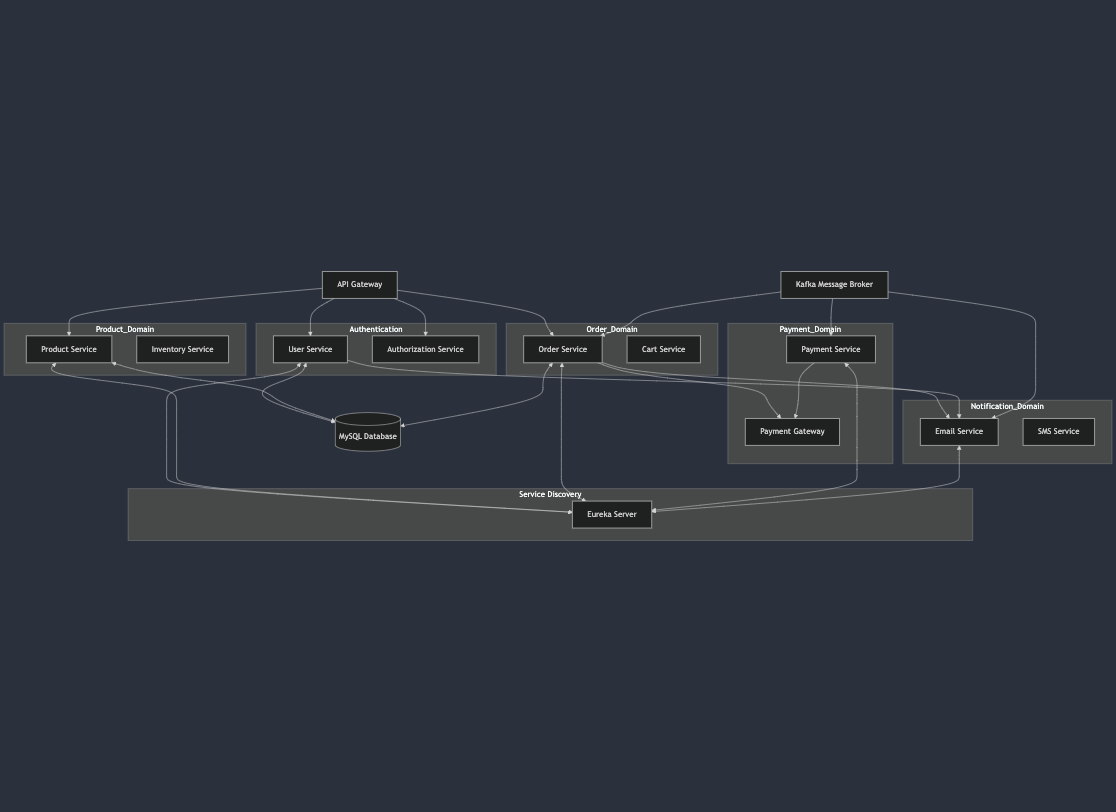 API Gateway
Kafka Message Broker
Product_Domain
Authentication
Order_Domain
Payment_Domain
Product Service
Inventory Service
User Service
Authorization Service
Order Service
Cart Service
Payment Service
Notification_Domain
MySQL Database
Payment Gateway
Email Service
SMS Service
Service Discovery
Eureka Server